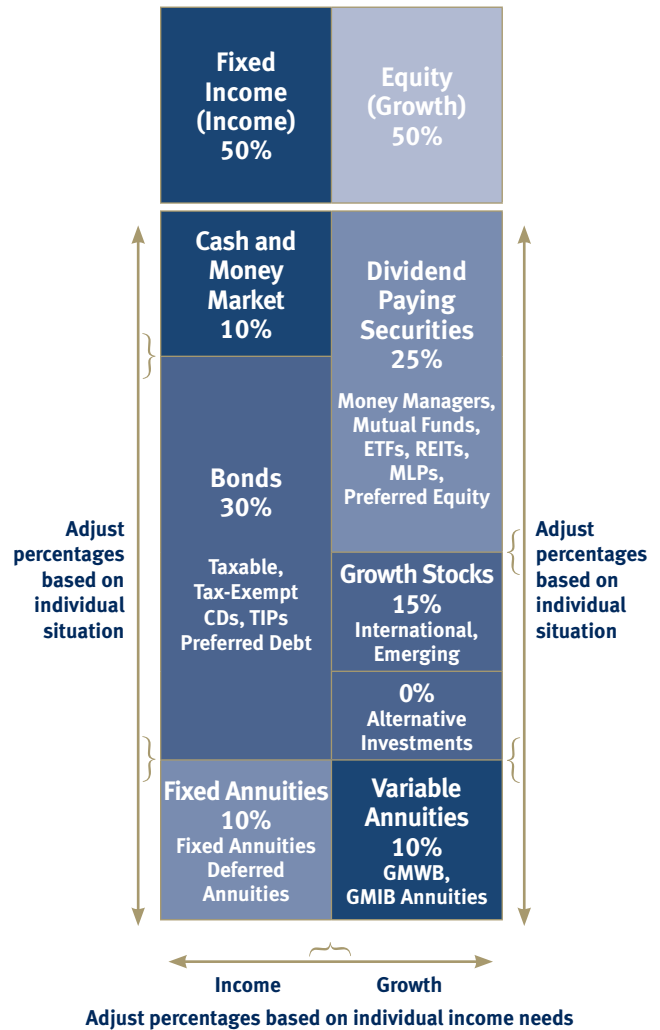 Fixed
Income
(Income)
50%
Equity
(Growth)
50%
Cash and
Money
Market
10%
Bonds
30%
Taxable,
Tax-Exempt
CDs, TIPs
Preferred Debt
Fixed Annuities
10%
Fixed Annuities
Deferred
Annuities
Dividend
Paying
Securities
25%
Money Managers,
Mutual Funds,
ETFs, REITs,
MLPs,
Preferred Equity
Growth Stocks
15%
International,
Emerging
0%
Alternative
Investments
Variable
Annuities
10%
GMWB,
GMIB Annuities
Adjust
percentages
based on
individual
situation
Adjust
percentages
based on
individual
situation
Income
Growth
Adjust percentages based on individual income needs